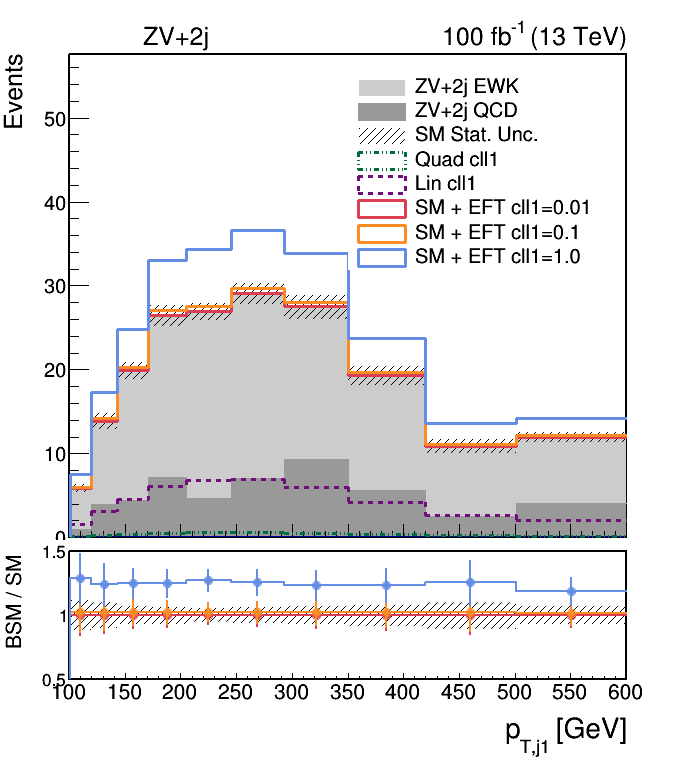 ZV+2j 100 fb⁻¹ (13 TeV)
Events
50
40
30
20
10
0
ZV+2j EWK
ZV+2j QCD
SM Stat. Unc.
Quad cll1
Lin cll1
SM + EFT cll1=0.01
SM + EFT cll1=0.1
SM + EFT cll1=1.0
BSM / SM
1.5
1
0.5
100 150 200 250 300 350 400 450 500 550 600
p_T,j1 [GeV]